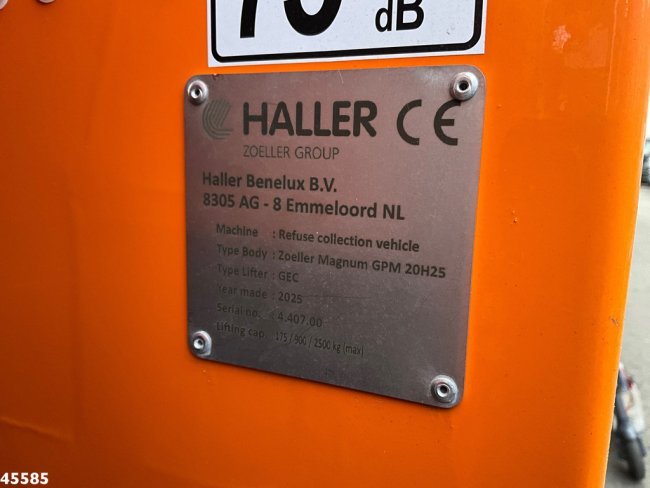 dB
HALLER CE
ZOELLER GROUP
Haller Benelux B.V.
8305 AG - 8 Emmeloord NL
Machine : Refuse collection vehicle
Type Body : Zoeller Magnum GPM 20H25
Type Lifter : GEC
Year made : 2025
Serial no. : 4.407.00
Lifting cap. : 175 / 900 / 2500 kg (max)
45585